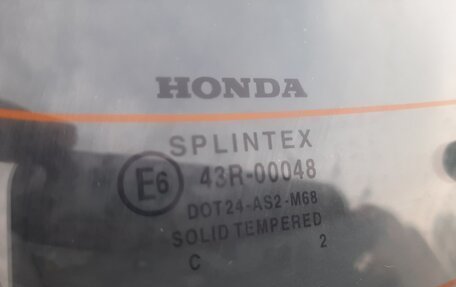 HONDA
SPLINTEX
E6 43R-00048
DOT24-AS2-M68
SOLID TEMPERED
C 2